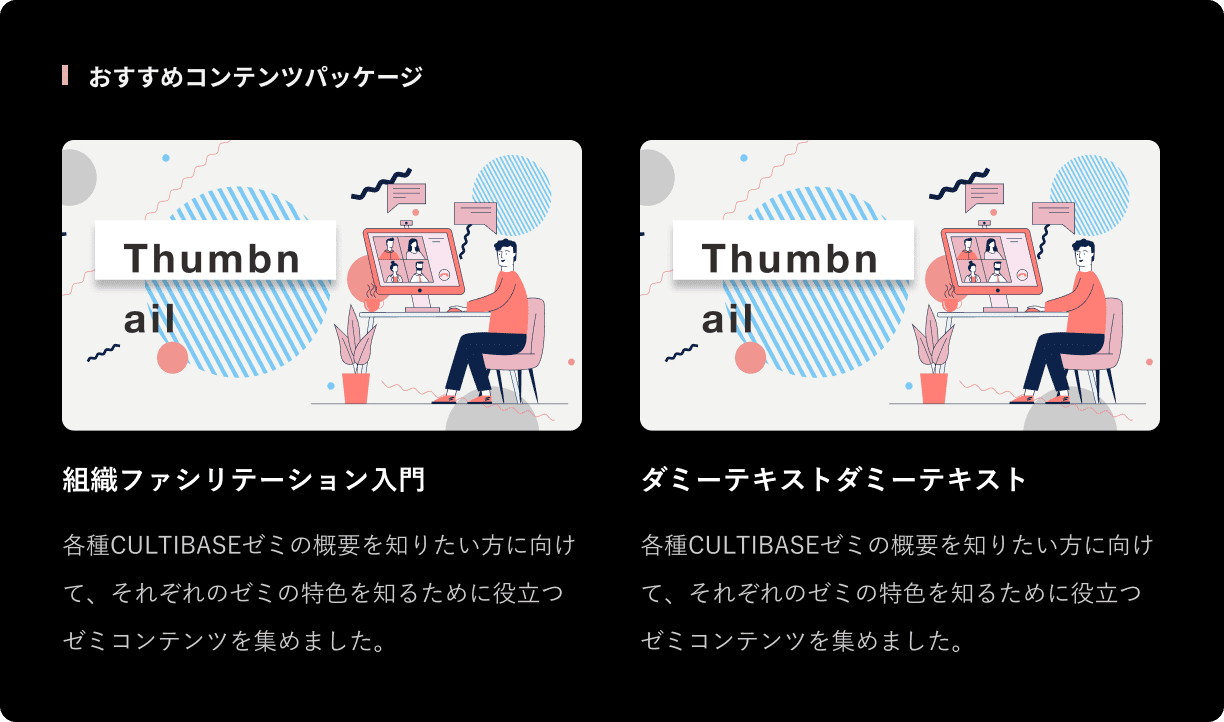 おすすめコンテンツパッケージ
Thumbn
ail
Thumbn
ail
組織ファシリテーション入門
各種CULTIBASEゼミの概要を知りたい方に向け
て、それぞれのゼミの特色を知るために役立つ
ゼミコンテンツを集めました。
ダミーテキストダミーテキスト
各種CULTIBASEゼミの概要を知りたい方に向け
て、それぞれのゼミの特色を知るために役立つ
ゼミコンテンツを集めました。